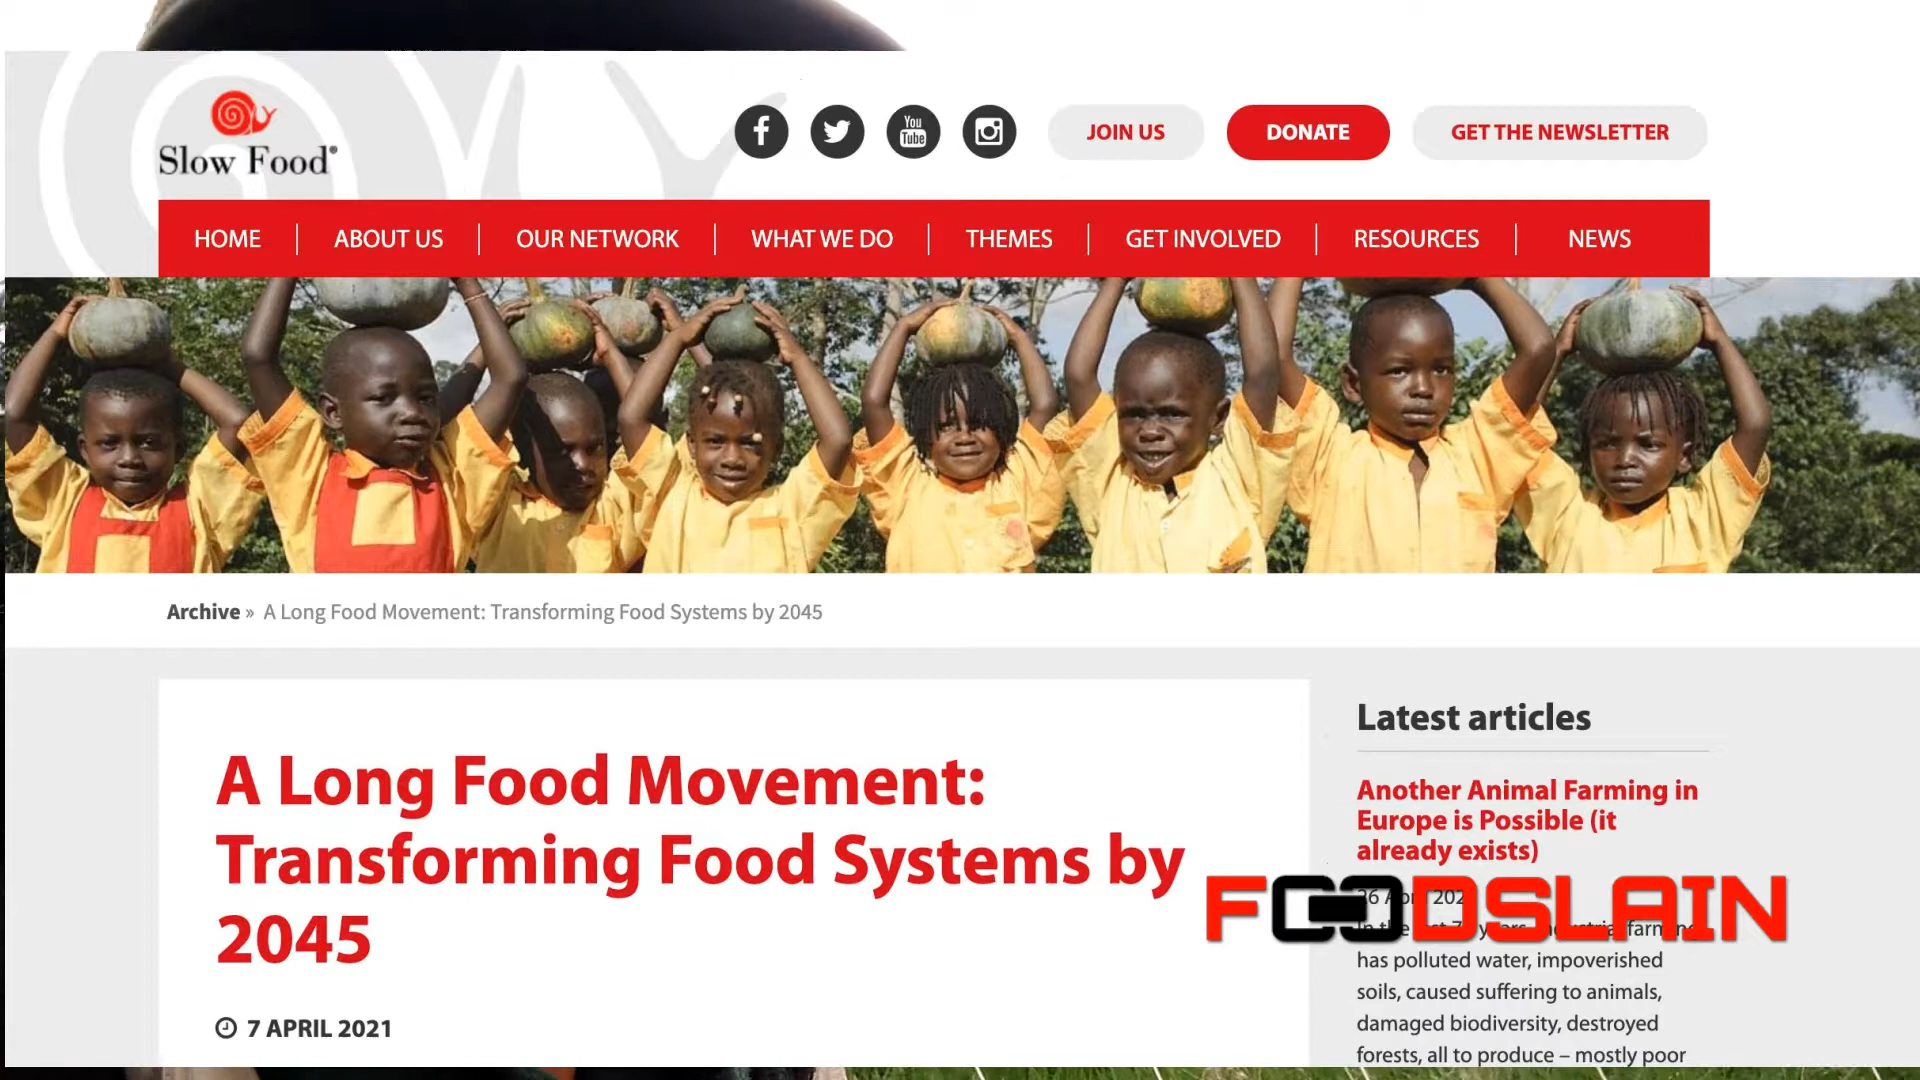 Slow Food®
You
Tube
JOIN US
DONATE
GET THE NEWSLETTER
HOME
ABOUT US
OUR NETWORK
WHAT WE DO
THEMES
GET INVOLVED
RESOURCES
NEWS
Archive » A Long Food Movement: Transforming Food Systems by 2045
A Long Food Movement:
Transforming Food Systems by
2045
7 APRIL 2021
Latest articles
Another Animal Farming in
Europe is Possible (it
already exists)
FOODSLAIN
has polluted water, impoverished
soils, caused suffering to animals,
damaged biodiversity, destroyed
forests, all to produce – mostly poor